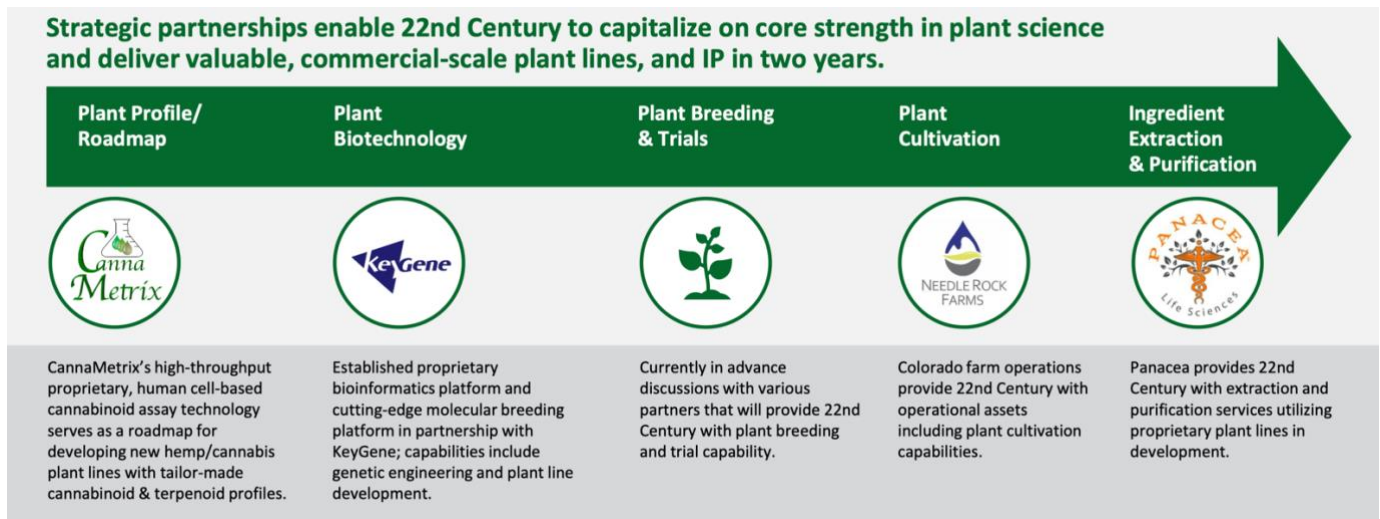 Strategic partnerships enable 22nd Century to capitalize on core strength in plant science
and deliver valuable, commercial-scale plant lines, and IP in two years.
Plant Profile/
Roadmap
Plant
Biotechnology
Plant Breeding
& Trials
Plant
Cultivation
Ingredient
Extraction
& Purification
Canna
Metrix
KeyGene
NEEDLE ROCK
FARMS
PANACEA
Life Sciences
CannaMetrix’s high-throughput
proprietary, human cell-based
cannabinoid assay technology
serves as a roadmap for
developing new hemp/cannabis
plant lines with tailor-made
cannabinoid & terpenoid profiles.
Established proprietary
bioinformatics platform and
cutting-edge molecular breeding
platform in partnership with
KeyGene; capabilities include
genetic engineering and plant line
development.
Currently in advance
discussions with various
partners that will provide 22nd
Century with plant breeding
and trial capability.
Colorado farm operations
provide 22nd Century with
operational assets
including plant cultivation
capabilities.
Panacea provides 22nd
Century with extraction and
purification services utilizing
proprietary plant lines in
development.